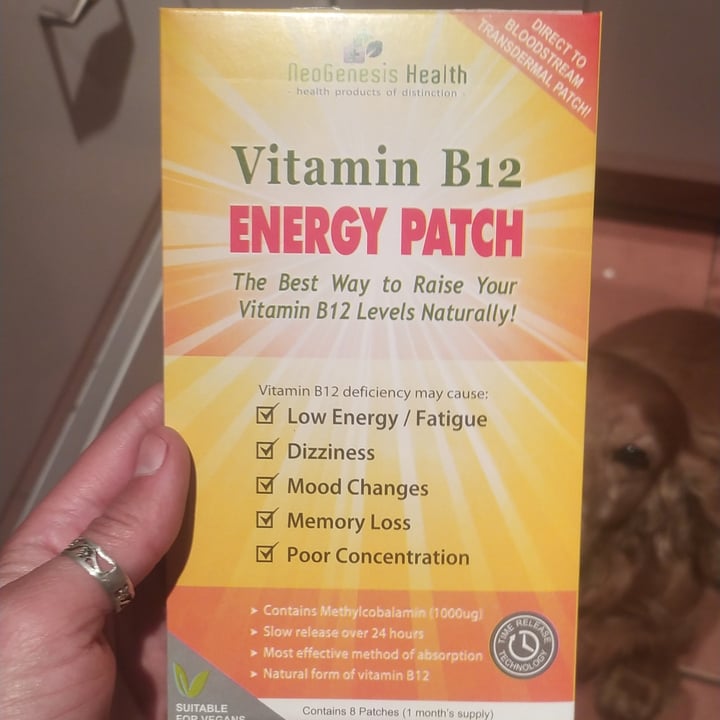 DIRECT TO
BLOODSTREAM
TRANSDERMAL PATCH!
NeoGenesis Health
- health products of distinction -
Vitamin B12
ENERGY PATCH
The Best Way to Raise Your
Vitamin B12 Levels Naturally!
Vitamin B12 deficiency may cause:
Low Energy / Fatigue
Dizziness
Mood Changes
Memory Loss
Poor Concentration
➤ Contains Methylcobalamin (1000ug)
➤ Slow release over 24 hours
➤ Most effective method of absorption
➤ Natural form of vitamin B12
TIME RELEASE
TECHNOLOGY
SUITABLE
FOR VEGANS
Contains 8 Patches (1 month's supply)